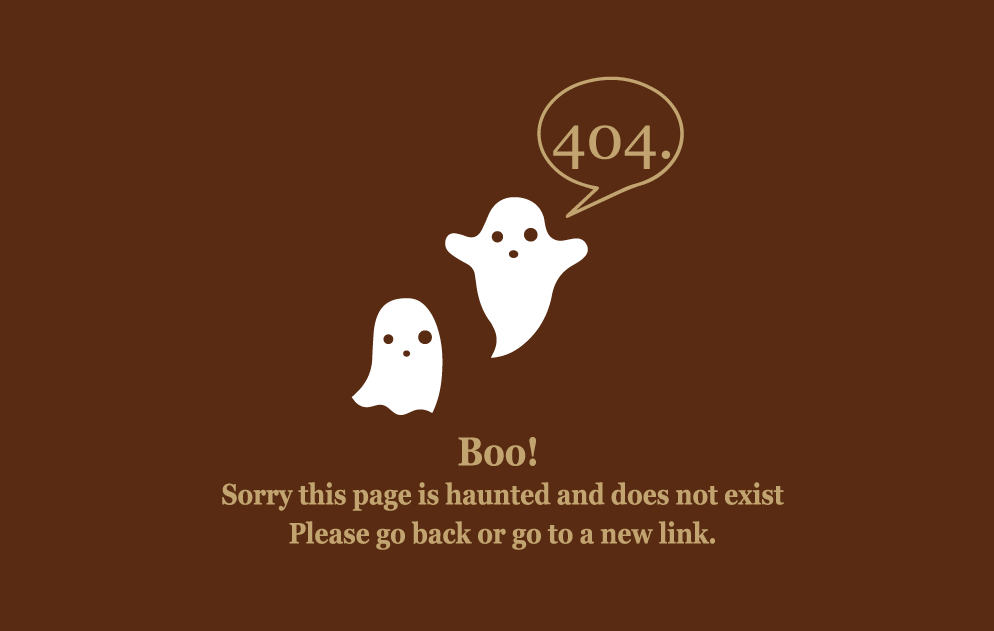 404.
Boo!
Sorry this page is haunted and does not exist
Please go back or go to a new link.